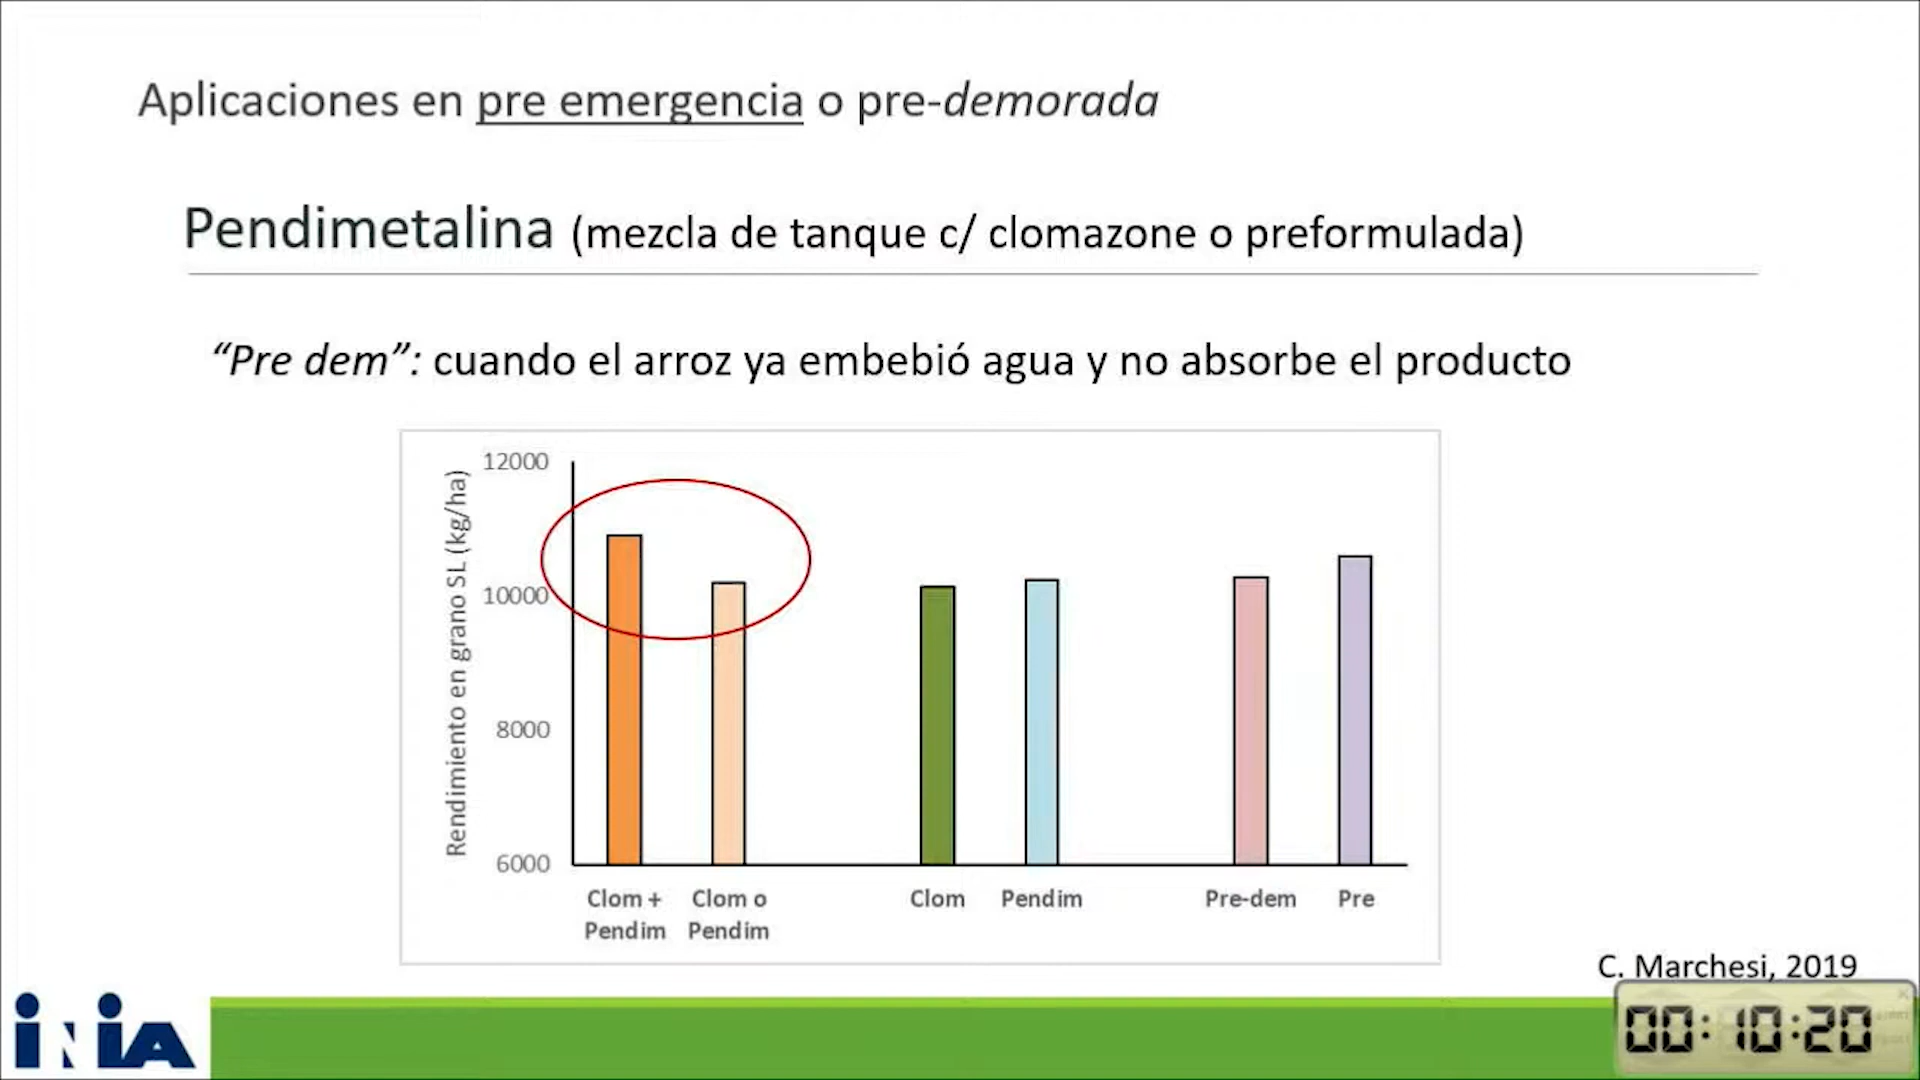 Aplicaciones en pre emergencia o pre-demorada
Pendimetalina (mezcla de tanque c/ clomazone o preformulada)
“Pre dem”: cuando el arroz ya embebió agua y no absorbe el producto
Rendimiento en grano SL (kg/ha)
12000
10000
8000
6000
Clom + Pendim
Clom o Pendim
Clom
Pendim
Pre-dem
Pre
C. Marchesi, 2019
INIA
00:10:20